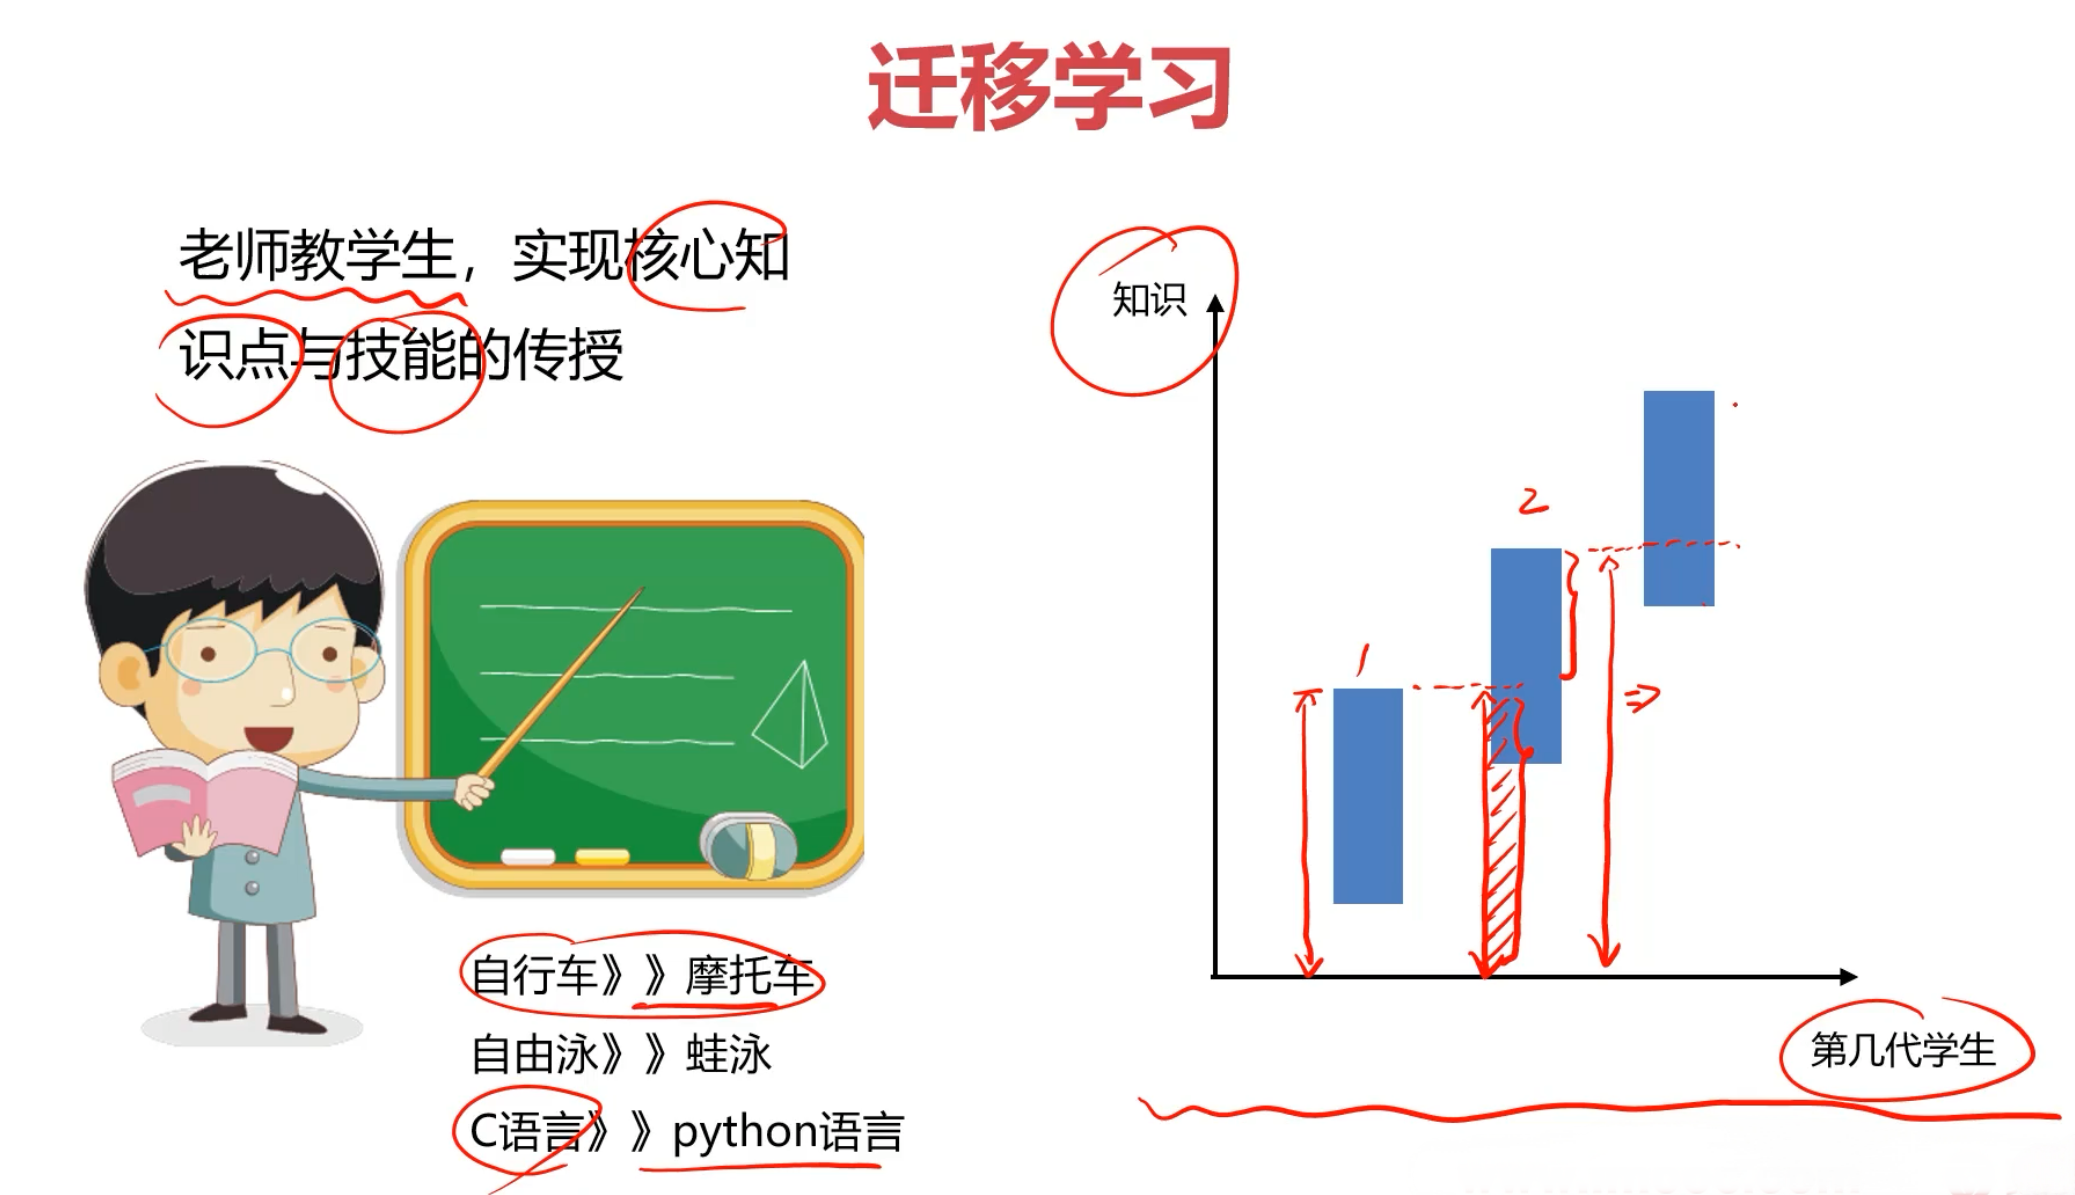 迁移学习
老师教学生，实现核心知
识点与技能的传授
自行车》》摩托车
自由泳》》蛙泳
C语言》》python语言
知识
2
1
第几代学生